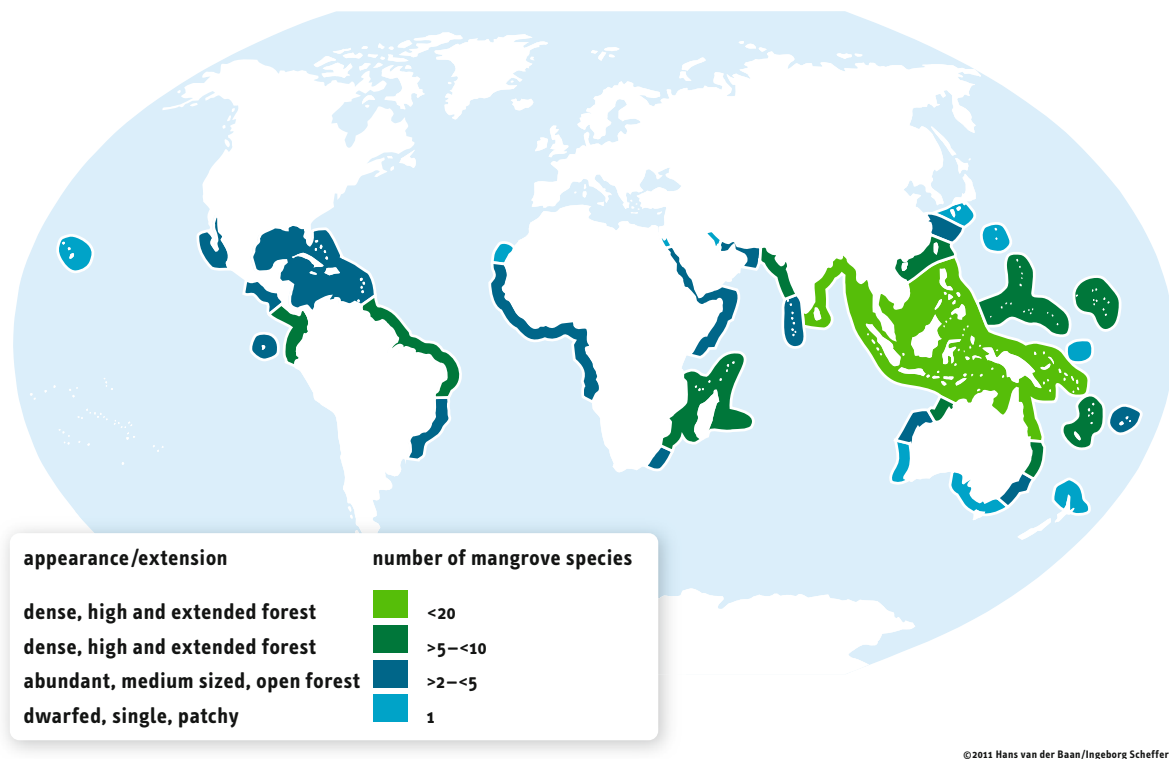 appearance/extension number of mangrove species
dense, high and extended forest <20
dense, high and extended forest >5–<10
abundant, medium sized, open forest >2–<5
dwarfed, single, patchy 1
©2011 Hans van der Baan/Ingeborg Scheffer